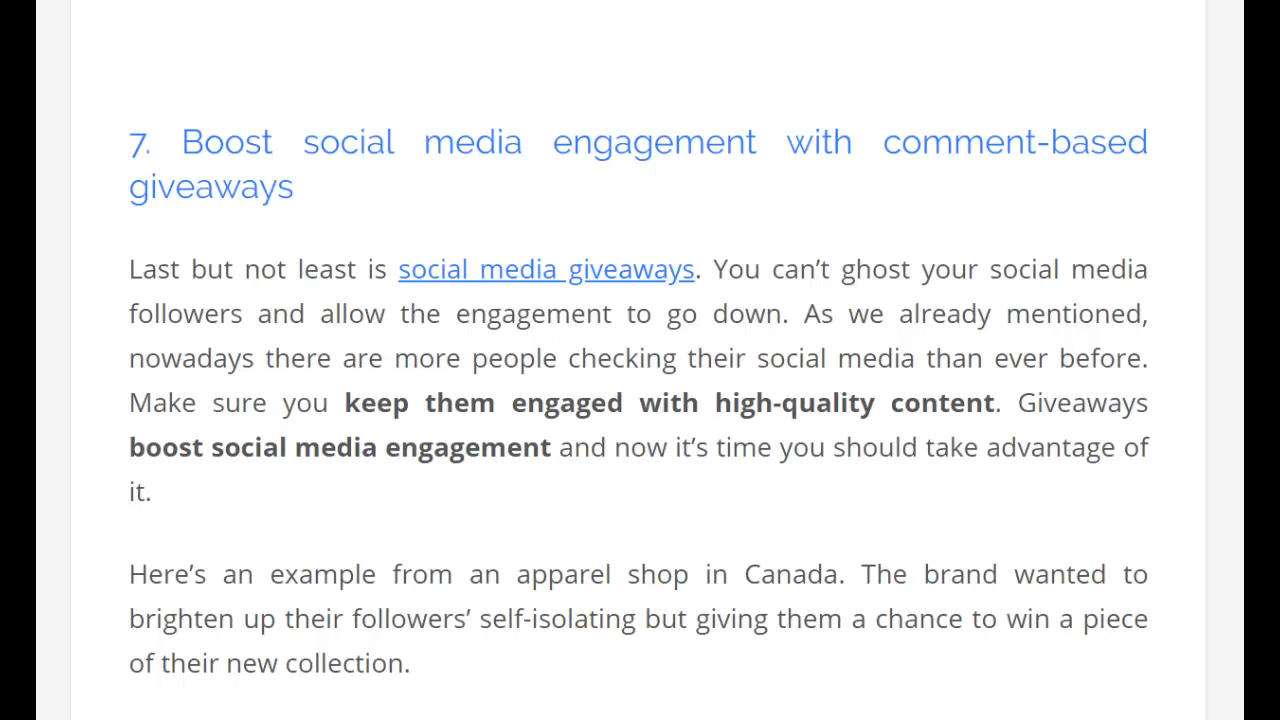 7. Boost social media engagement with comment-based
giveaways
Last but not least is social media giveaways. You can’t ghost your social media
followers and allow the engagement to go down. As we already mentioned,
nowadays there are more people checking their social media than ever before.
Make sure you keep them engaged with high-quality content. Giveaways
boost social media engagement and now it’s time you should take advantage of
it.
Here’s an example from an apparel shop in Canada. The brand wanted to
brighten up their followers’ self-isolating but giving them a chance to win a piece
of their new collection.